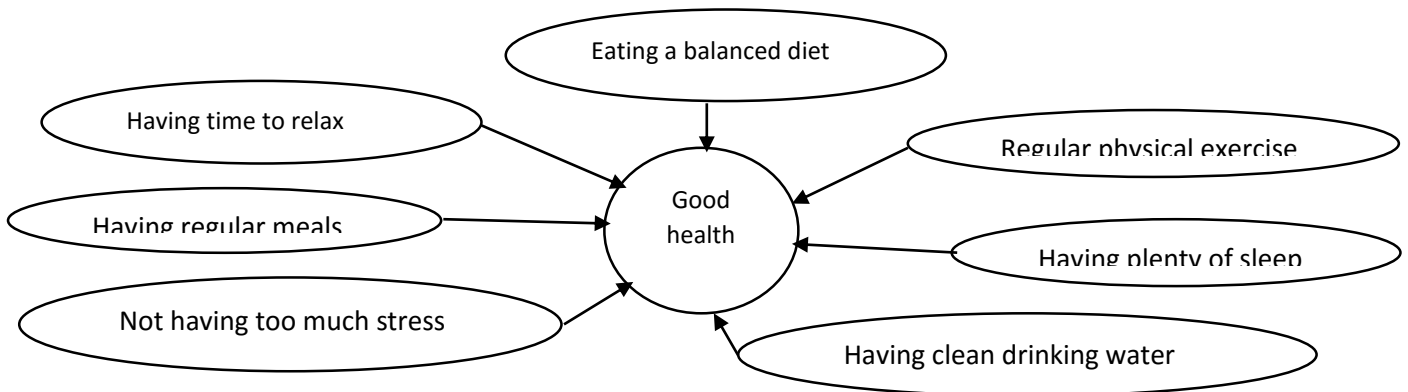 Eating a balanced diet
Having time to relax
Regular physical exercise
Good
health
Having regular meals
Having plenty of sleep
Not having too much stress
Having clean drinking water